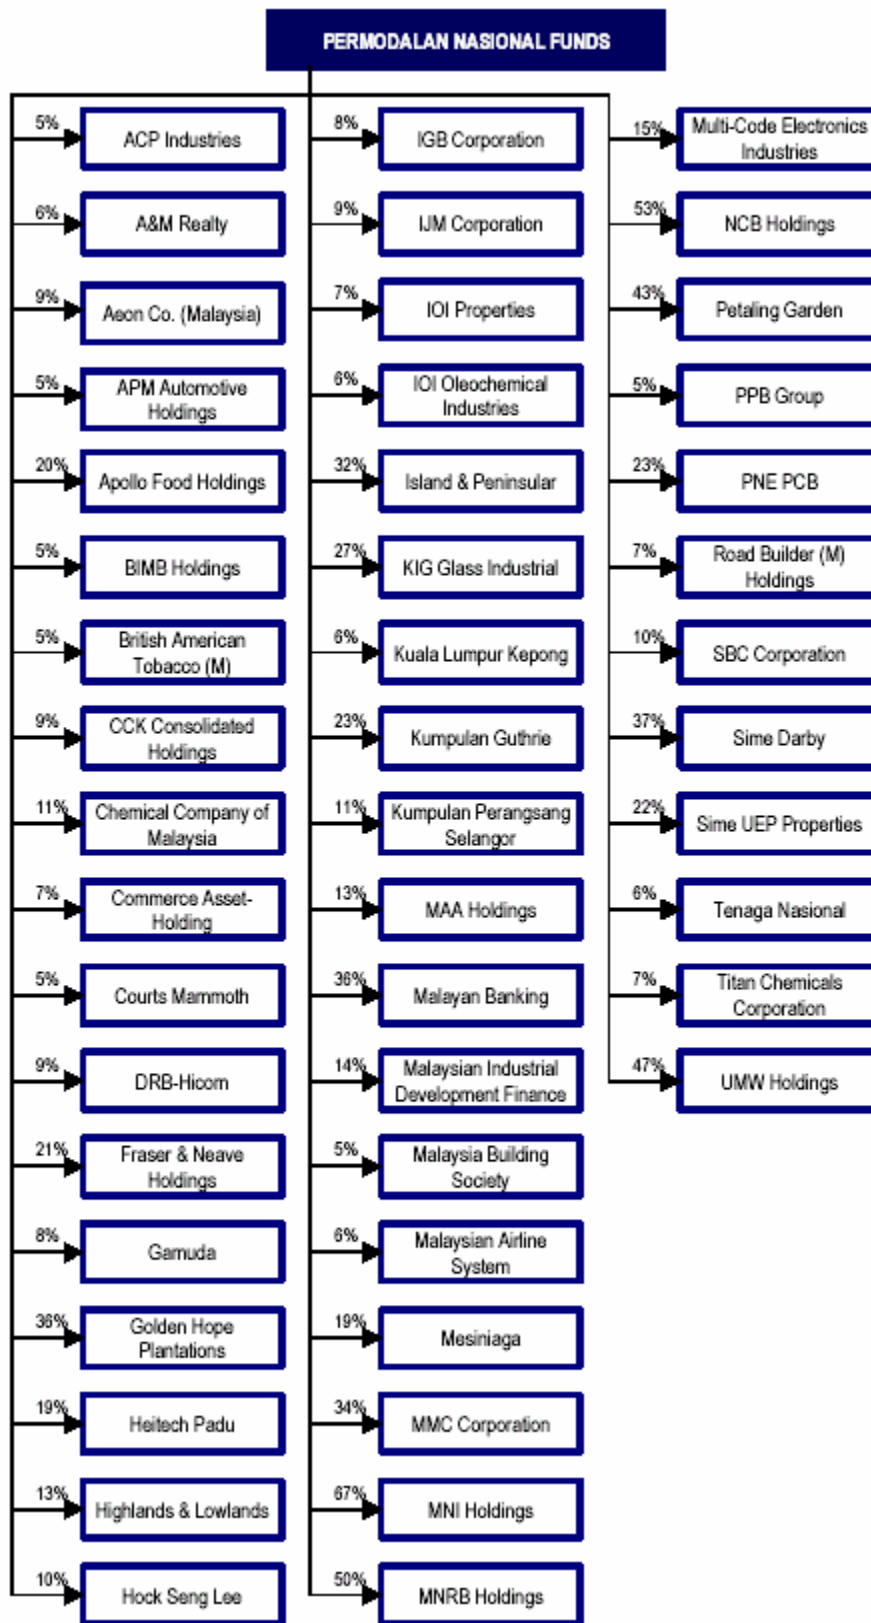 PERMODALAN NASIONAL FUNDS
5%
ACP Industries
6%
A&M Realty
9%
Aeon Co. (Malaysia)
5%
APM Automotive
Holdings
20%
Apollo Food Holdings
5%
BIMB Holdings
5%
British American
Tobacco (M)
9%
CCK Consolidated
Holdings
11%
Chemical Company of
Malaysia
7%
Commerce Asset-
Holding
5%
Courts Mammoth
9%
DRB-Hicom
21%
Fraser & Neave
Holdings
8%
Gamuda
36%
Golden Hope
Plantations
19%
Heitech Padu
13%
Highlands & Lowlands
10%
Hock Seng Lee
8%
IGB Corporation
9%
IJM Corporation
7%
IOI Properties
6%
IOI Oleochemical
Industries
32%
Island & Peninsular
27%
KIG Glass Industrial
6%
Kuala Lumpur Kepong
23%
Kumpulan Guthrie
11%
Kumpulan Perangsang
Selangor
13%
MAA Holdings
36%
Malayan Banking
14%
Malaysian Industrial
Development Finance
5%
Malaysia Building
Society
6%
Malaysian Airline
System
19%
Mesiniaga
34%
MMC Corporation
67%
MNI Holdings
50%
MNRB Holdings
15%
Multi-Code Electronics
Industries
53%
NCB Holdings
43%
Petaling Garden
5%
PPB Group
23%
PNE PCB
7%
Road Builder (M)
Holdings
10%
SBC Corporation
37%
Sime Darby
22%
Sime UEP Properties
6%
Tenaga Nasional
7%
Titan Chemicals
Corporation
47%
UMW Holdings